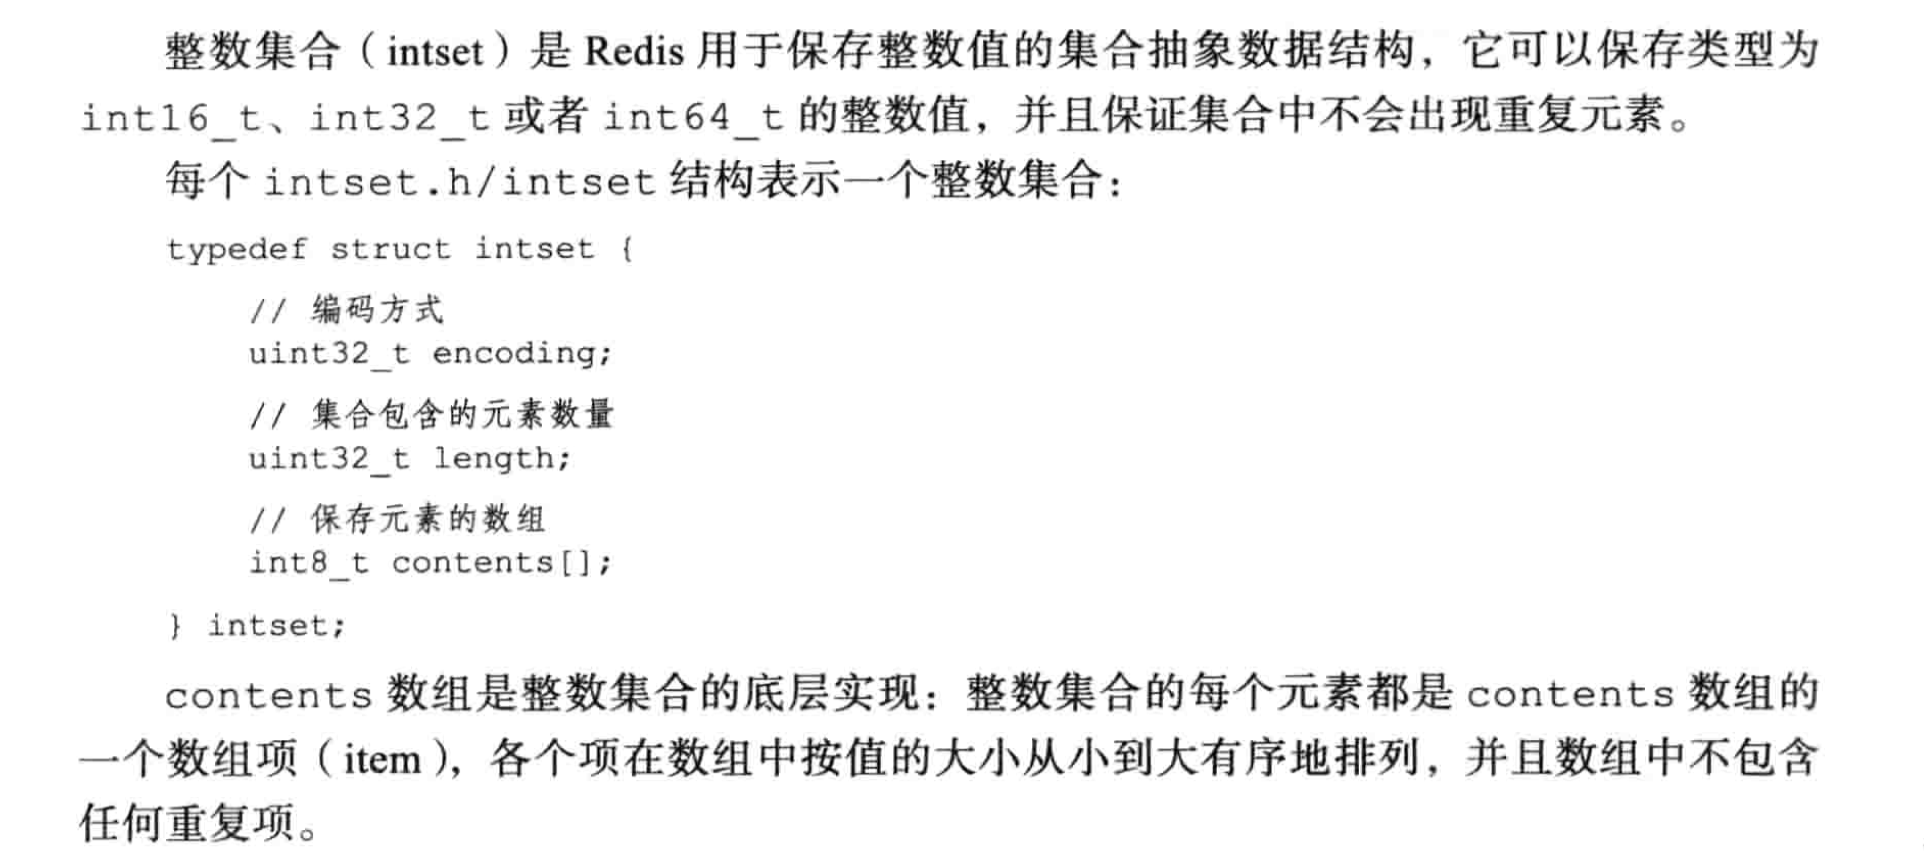 整数集合（intset）是 Redis 用于保存整数值的集合抽象数据结构，它可以保存类型为
int16_t、int32_t 或者 int64_t 的整数值，并且保证集合中不会出现重复元素。
每个 intset.h/intset 结构表示一个整数集合：
typedef struct intset {
// 编码方式
uint32_t encoding;
// 集合包含的元素数量
uint32_t length;
// 保存元素的数组
int8_t contents[];
} intset;
contents 数组是整数集合的底层实现：整数集合的每个元素都是 contents 数组的
一个数组项（item），各个项在数组中按值的大小从小到大有序地排列，并且数组中不包含
任何重复项。